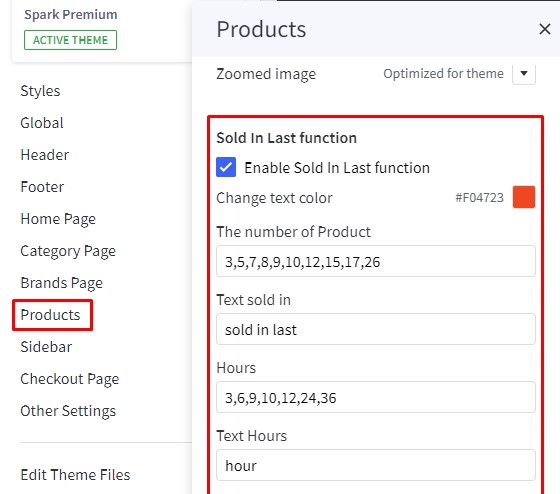 Spark Premium
ACTIVE THEME
Styles
Global
Header
Footer
Home Page
Category Page
Brands Page
Products
Sidebar
Checkout Page
Other Settings
Edit Theme Files
Products
Zoomed image Optimized for theme
Sold In Last function
Enable Sold In Last function
Change text color #F04723
The number of Product
3,5,7,8,9,10,12,15,17,26
Text sold in
sold in last
Hours
3,6,9,10,12,24,36
Text Hours
hour